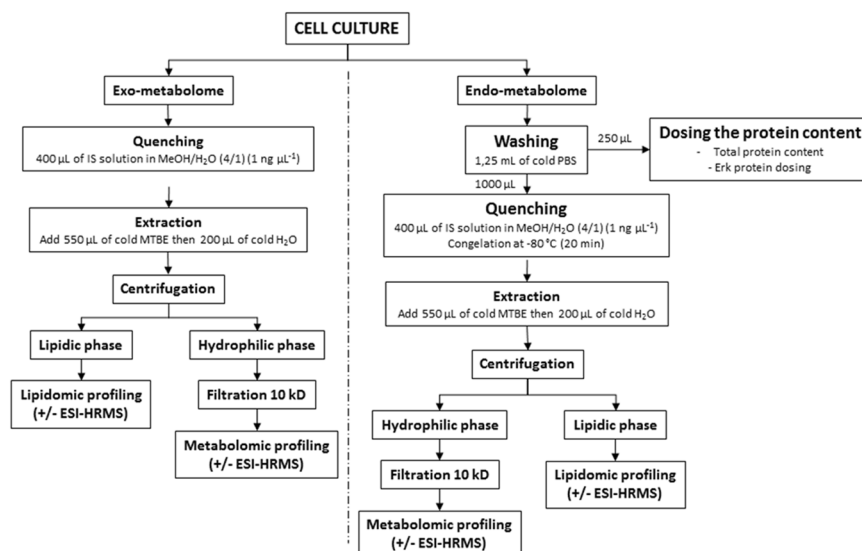 CELL CULTURE
Exo-metabolome
Quenching
400 µL of IS solution in MeOH/H₂O (4/1) (1 ng µL⁻¹)
Extraction
Add 550 µL of cold MTBE then 200 µL of cold H₂O
Centrifugation
Lipidic phase
Hydrophilic phase
Lipidomic profiling
(+/- ESI-HRMS)
Filtration 10 kD
Metabolomic profiling
(+/- ESI-HRMS)
Endo-metabolome
Washing
1,25 mL of cold PBS
250 µL
Dosing the protein content
- Total protein content
- Erk protein dosing
1000 µL
Quenching
400 µL of IS solution in MeOH/H₂O (4/1) (1 ng µL⁻¹)
Congelation at -80 °C (20 min)
Extraction
Add 550 µL of cold MTBE then 200 µL of cold H₂O
Centrifugation
Hydrophilic phase
Lipidic phase
Filtration 10 kD
Lipidomic profiling
(+/- ESI-HRMS)
Metabolomic profiling
(+/- ESI-HRMS)